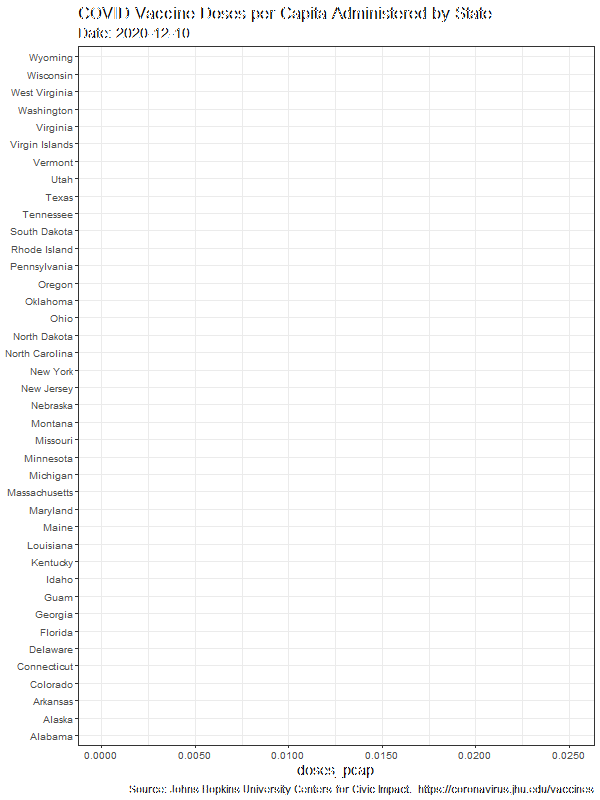 COVID Vaccine Doses per Capita Administered by State
Date: 2020-12-10
Wyoming
Wisconsin
West Virginia
Washington
Virginia
Virgin Islands
Vermont
Utah
Texas
Tennessee
South Dakota
Rhode Island
Pennsylvania
Oregon
Oklahoma
Ohio
North Dakota
North Carolina
New York
New Jersey
Nebraska
Montana
Missouri
Minnesota
Michigan
Massachusetts
Maryland
Maine
Louisiana
Kentucky
Idaho
Guam
Georgia
Florida
Delaware
Connecticut
Colorado
Arkansas
Alaska
Alabama
0.0000 0.0050 0.0100 0.0150 0.0200 0.0250
doses_pcap
Source: Johns Hopkins University Centers for Civic Impact. https://coronavirus.jhu.edu/vaccines